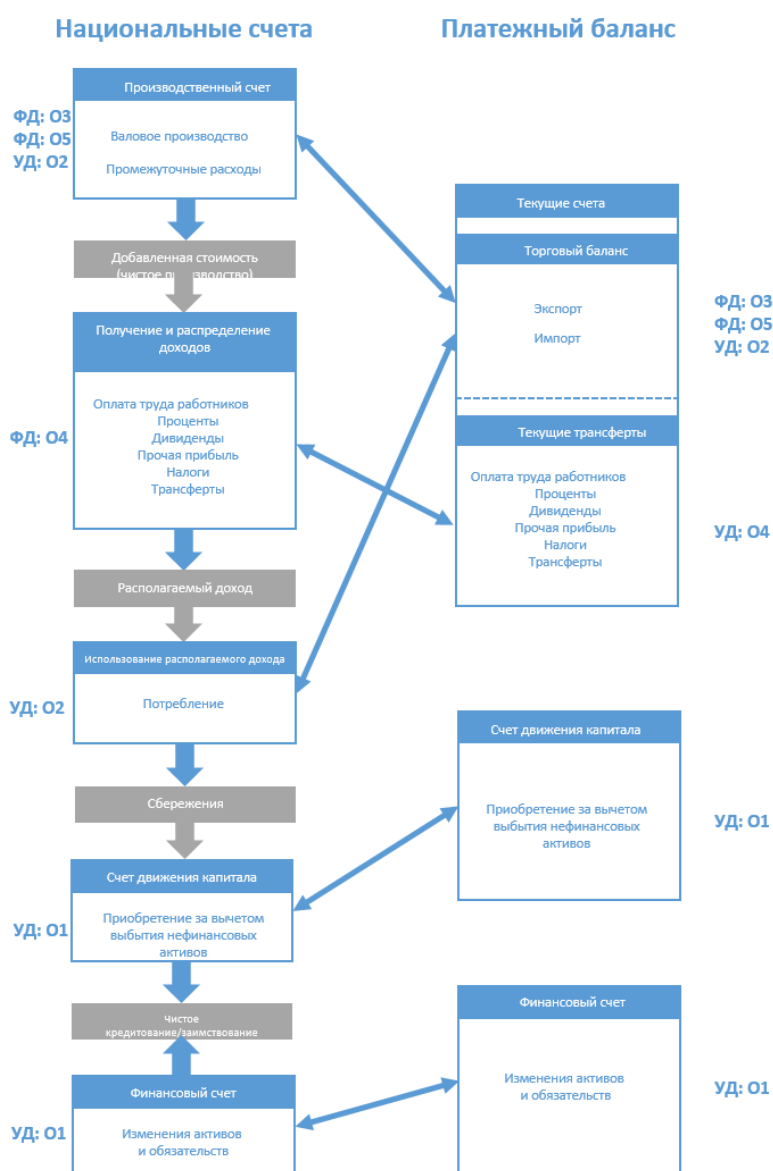 Национальные счета
Платежный баланс
Производственный счет
ФД: О3
ФД: О5
УД: О2
Валовое производство
Промежуточные расходы
Добавленная стоимость
(чистое производство)
Получение и распределение
доходов
ФД: О4
Оплата труда работников
Проценты
Дивиденды
Прочая прибыль
Налоги
Трансферты
Располагаемый доход
Использование располагаемого дохода
УД: О2
Потребление
Сбережения
Счет движения капитала
УД: О1
Приобретение за вычетом
выбытия нефинансовых
активов
Чистое
кредитование/заимствование
Финансовый счет
УД: О1
Изменения активов
и обязательств
Текущие счета
Торговый баланс
Экспорт
Импорт
ФД: О3
ФД: О5
УД: О2
Текущие трансферты
Оплата труда работников
Проценты
Дивиденды
Прочая прибыль
Налоги
Трансферты
УД: О4
Счет движения капитала
Приобретение за вычетом
выбытия нефинансовых
активов
УД: О1
Финансовый счет
Изменения активов
и обязательств
УД: О1